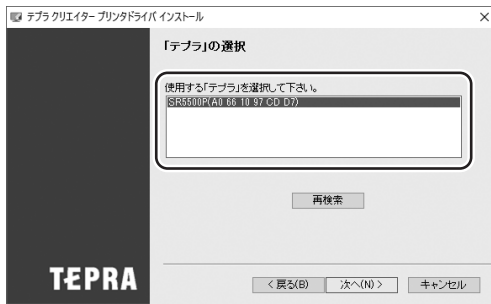 テプラ クリエイター プリンタドライバ インストール
「テプラ」の選択
使用する「テプラ」を選択して下さい。
SR5500P(A0 66 10 97 CD D7)
再検索
TEPRA
< 戻る(B)
次へ(N) >
キャンセル